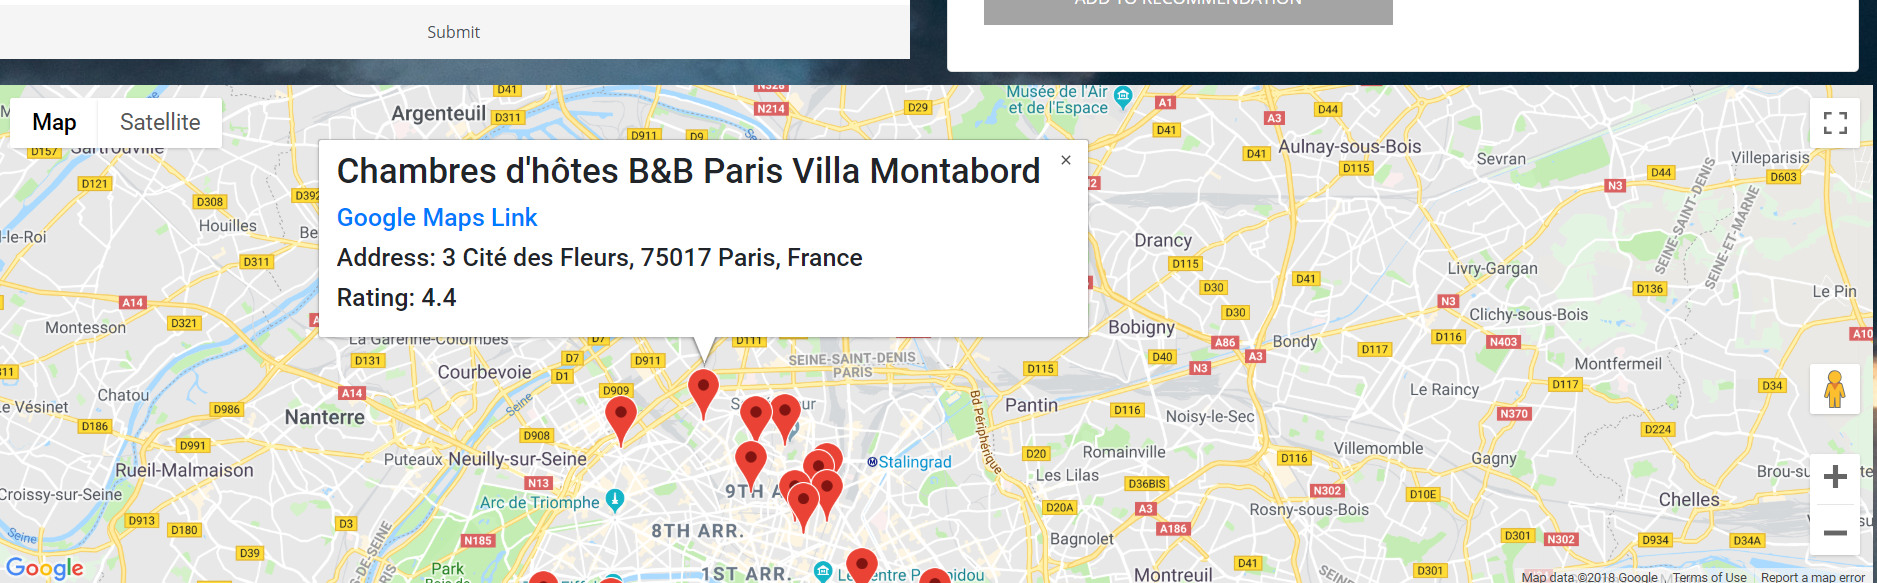 ADD TO RECOMMENDATION
Submit
Map
Satellite
Chambres d'hôtes B&B Paris Villa Montabord
Google Maps Link
Address: 3 Cité des Fleurs, 75017 Paris, France
Rating: 4.4
D41
N328
N214
D29
Musée de l'Air
et de l'Espace
A1
D44
A3
Argenteuil
D311
D911
D9
D41
Aulnay-sous-Bois
D157
Sartrouville
D41
D115
Sevran
Villeparisis
D44
D603
N3
D121
D308
D392
SEINE-SAINT-DENIS
SEINE-ET-MARNE
Houilles
Be
Drancy
D311
D115
D41
Livry-Gargan
D136
Le Pin
A14
D30
N3
D321
D30
Clichy-sous-Bois
Montesson
Bobigny
La Garenne-Colombes
D7
D111
A86
Bondy
D116
N403
A10
D131
D7
D911
SEINE-SAINT-DENIS
PARIS
D40
A3
D117
Montfermeil
Courbevoie
D1
D115
N3
Chatou
A14
D909
Le Raincy
D117
D34
e Vésinet
D986
Nanterre
Seine
Bd Périphérique
Pantin
D116
Noisy-le-Sec
N370
D186
D224
D991
D908
Puteaux
Neuilly-sur-Seine
Stalingrad
D20
Romainville
D116
Villemomble
Gagny
Rueil-Malmaison
Les Lilas
Brou-su
te
Croissy-sur-Seine
N13
9TH A
D36BIS
N302
D10E
Chelles
Arc de Triomphe
D20A
A3
Rosny-sous-Bois
D913
D180
D3
8TH ARR.
A186
Seine
N185
Bagnolet
D301
N302
D934
D34A
D39
Park
1ST ARR.
D41
Google
Montreuil
D301
Map data ©2018 Google
Terms of Use
Report a map error